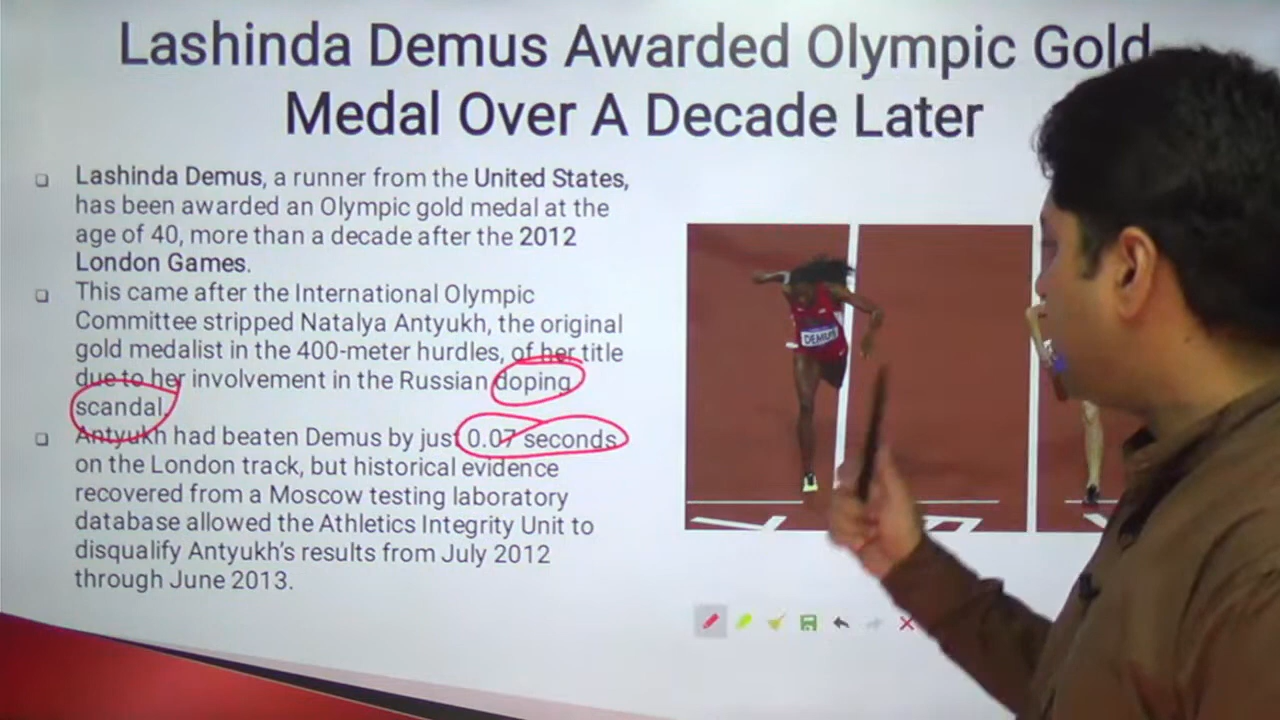 Lashinda Demus Awarded Olympic Gold
Medal Over A Decade Later
Lashinda Demus, a runner from the United States,
has been awarded an Olympic gold medal at the
age of 40, more than a decade after the 2012
London Games.
This came after the International Olympic
Committee stripped Natalya Antyukh, the original
gold medalist in the 400-meter hurdles, of her title
due to her involvement in the Russian doping
scandal.
Antyukh had beaten Demus by just 0.07 seconds
on the London track, but historical evidence
recovered from a Moscow testing laboratory
database allowed the Athletics Integrity Unit to
disqualify Antyukh's results from July 2012
through June 2013.
DEMUS